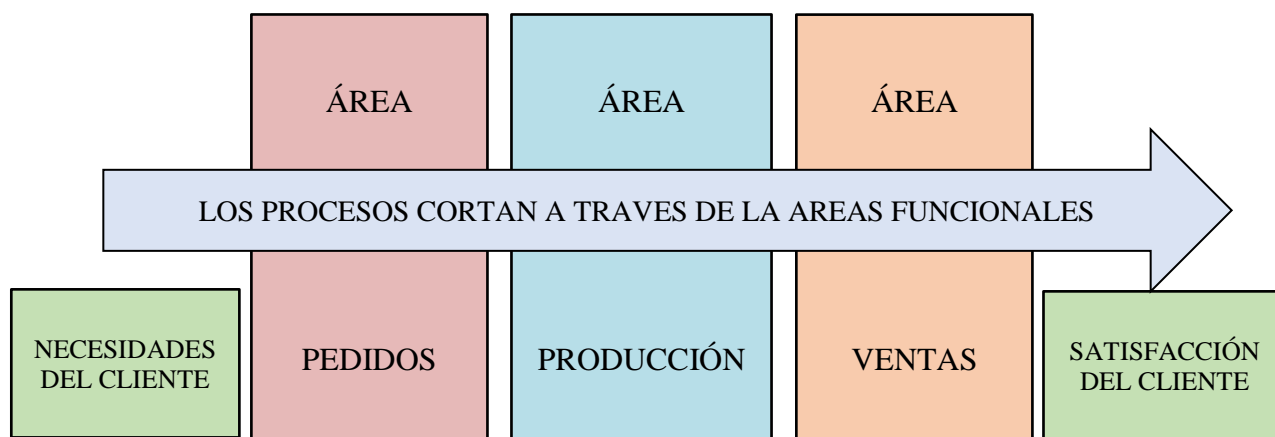 ÁREA
ÁREA
ÁREA
LOS PROCESOS CORTAN A TRAVES DE LA AREAS FUNCIONALES
NECESIDADES
DEL CLIENTE
PEDIDOS
PRODUCCIÓN
VENTAS
SATISFACCIÓN
DEL CLIENTE